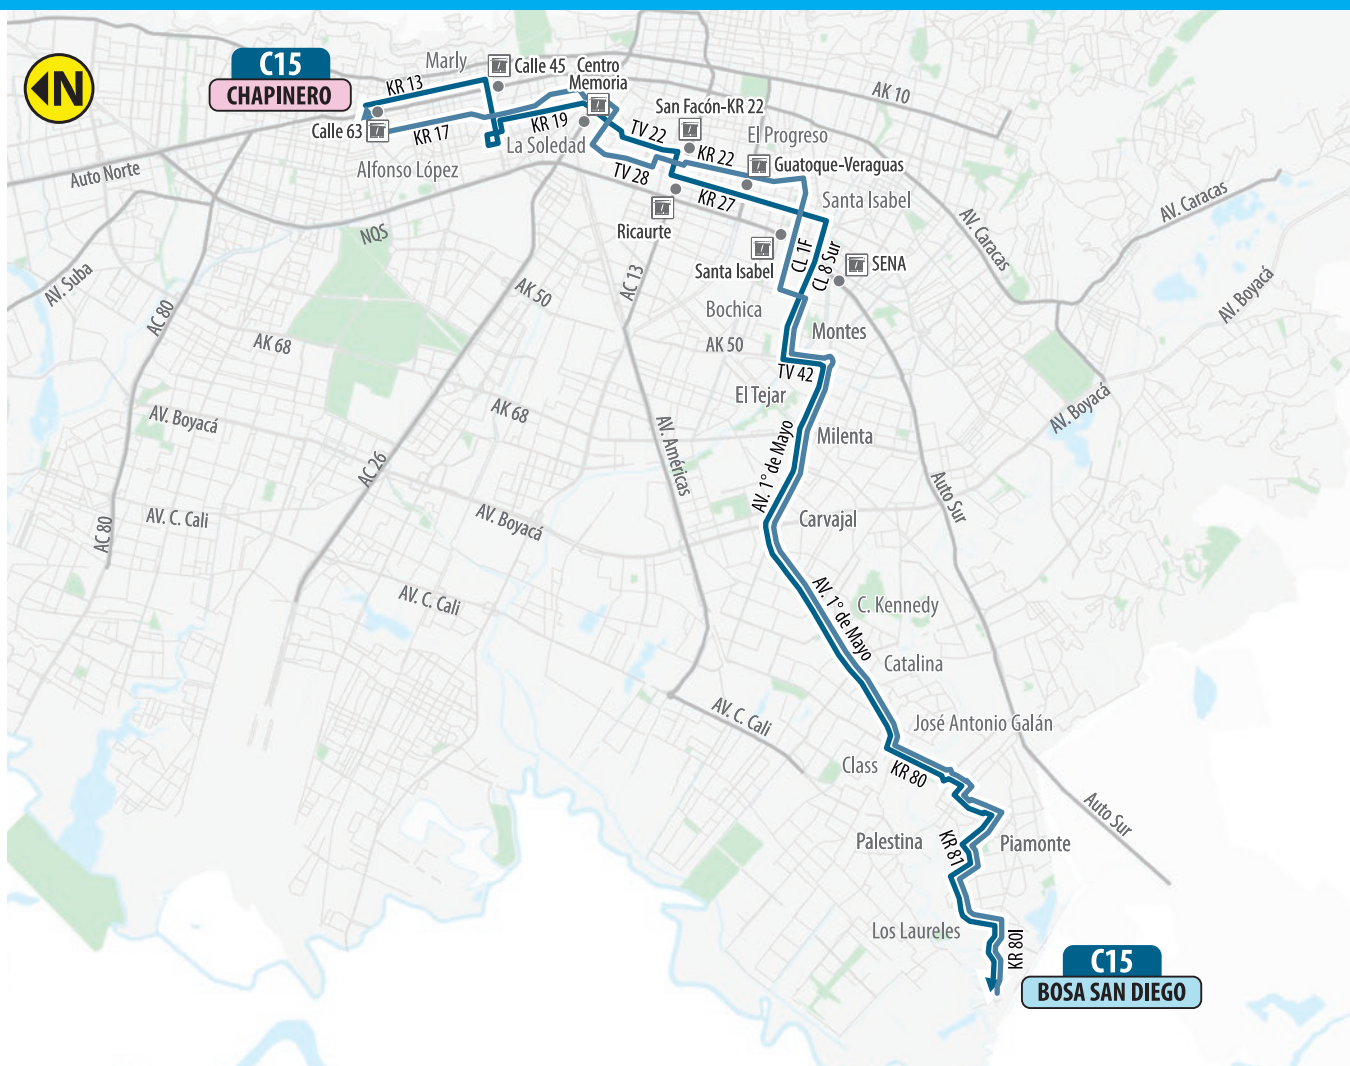 N
C15
CHAPINERO
Marly
Calle 45
Centro
Memoria
KR 13
AK 10
San Facón-KR 22
Calle 63
KR 17
KR 19
TV 22
El Progreso
La Soledad
KR 22
Guatoque-Veraguas
Alfonso López
Auto Norte
TV 28
KR 27
Santa Isabel
AV. Caracas
AV. Caracas
NQS
Ricaurte
CL 1F
CL 8 Sur
SENA
Santa Isabel
AV. Suba
AC 80
AK 50
AC 13
Bochica
Montes
AV. Boyacá
AK 68
AK 50
TV 42
El Tejar
AV. Boyacá
AK 68
AV. Boyacá
AV. Américas
AV. 1° de Mayo
Milenta
AC 26
Auto Sur
AC 80
AV. C. Cali
AV. Boyacá
Carvajal
AV. C. Cali
AV. 1° de Mayo
C. Kennedy
Catalina
AV. C. Cali
José Antonio Galán
Class
KR 80
Auto Sur
Palestina
KR 81
Piamonte
Los Laureles
KR 80I
C15
BOSA SAN DIEGO